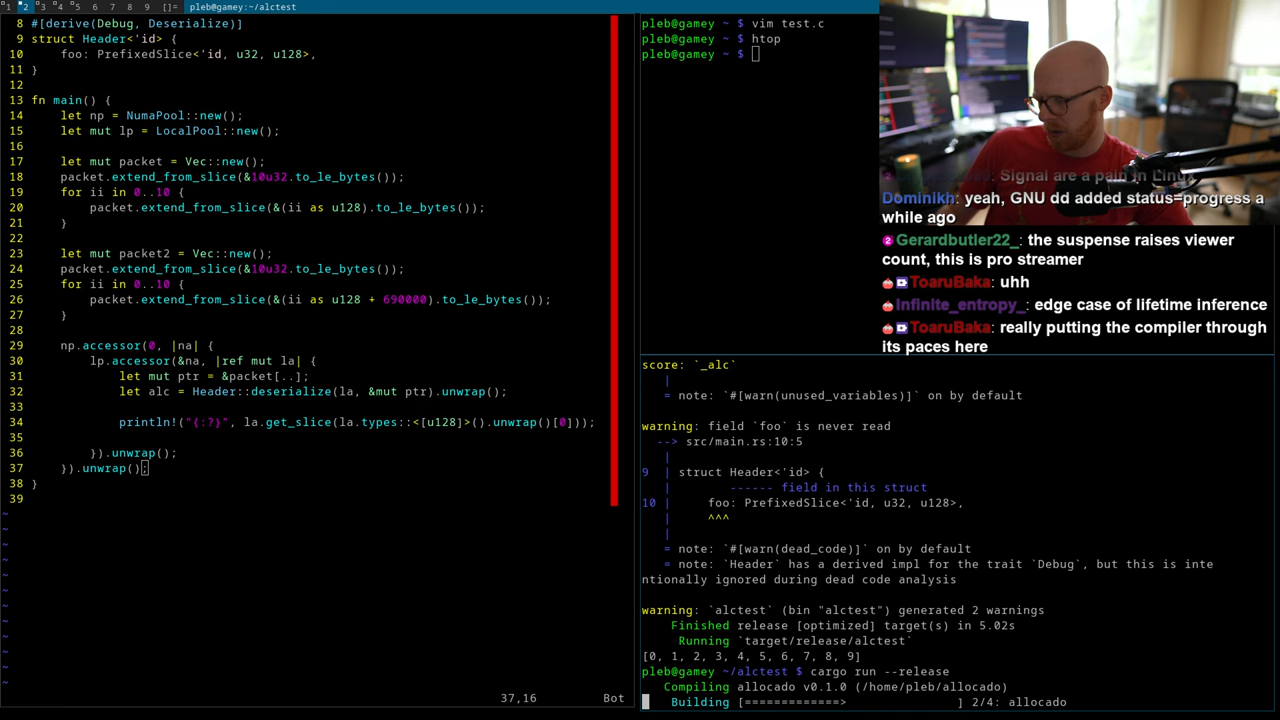 1 2 3 4 5 6 7 8 9 []= pleb@gamey:~/alctest
8 #[derive(Debug, Deserialize)]
9 struct Header<'id> {
10 foo: PrefixedSlice<'id, u32, u128>,
11 }
12
13 fn main() {
14 let np = NumaPool::new();
15 let mut lp = LocalPool::new();
16
17 let mut packet = Vec::new();
18 packet.extend_from_slice(&10u32.to_le_bytes());
19 for ii in 0..10 {
20 packet.extend_from_slice(&(ii as u128).to_le_bytes());
21 }
22
23 let mut packet2 = Vec::new();
24 packet.extend_from_slice(&10u32.to_le_bytes());
25 for ii in 0..10 {
26 packet.extend_from_slice(&(ii as u128 + 690000).to_le_bytes());
27 }
28
29 np.accessor(0, |na| {
30 lp.accessor(&na, |ref mut la| {
31 let mut ptr = &packet[..];
32 let alc = Header::deserialize(la, &mut ptr).unwrap();
33
34 println!("{:?}", la.get_slice(la.types::<[u128]>().unwrap()[0]));
35
36 }).unwrap();
37 }).unwrap();
38 }
39
~
~
~
~
~
~
~
~
~
~
~
~
37,16 Bot
pleb@gamey ~ $ vim test.c
pleb@gamey ~ $ htop
pleb@gamey ~ $
Signal are a pain in Linux
Dominikh: yeah, GNU dd added status=progress a
while ago
Gerardbutler22_: the suspense raises viewer
count, this is pro streamer
ToaruBaka: uhh
Infinite_entropy_: edge case of lifetime inference
ToaruBaka: really putting the compiler through
its paces here
score: `_alc`
|
= note: `#[warn(unused_variables)]` on by default
warning: field `foo` is never read
--> src/main.rs:10:5
|
9 | struct Header<'id> {
| ------ field in this struct
10 | foo: PrefixedSlice<'id, u32, u128>,
| ^^^
|
= note: `#[warn(dead_code)]` on by default
= note: `Header` has a derived impl for the trait `Debug`, but this is inte
ntionally ignored during dead code analysis
warning: `alctest` (bin "alctest") generated 2 warnings
Finished release [optimized] target(s) in 5.02s
Running `target/release/alctest`
[0, 1, 2, 3, 4, 5, 6, 7, 8, 9]
pleb@gamey ~/alctest $ cargo run --release
Compiling allocado v0.1.0 (/home/pleb/allocado)
Building [=============> ] 2/4: allocado